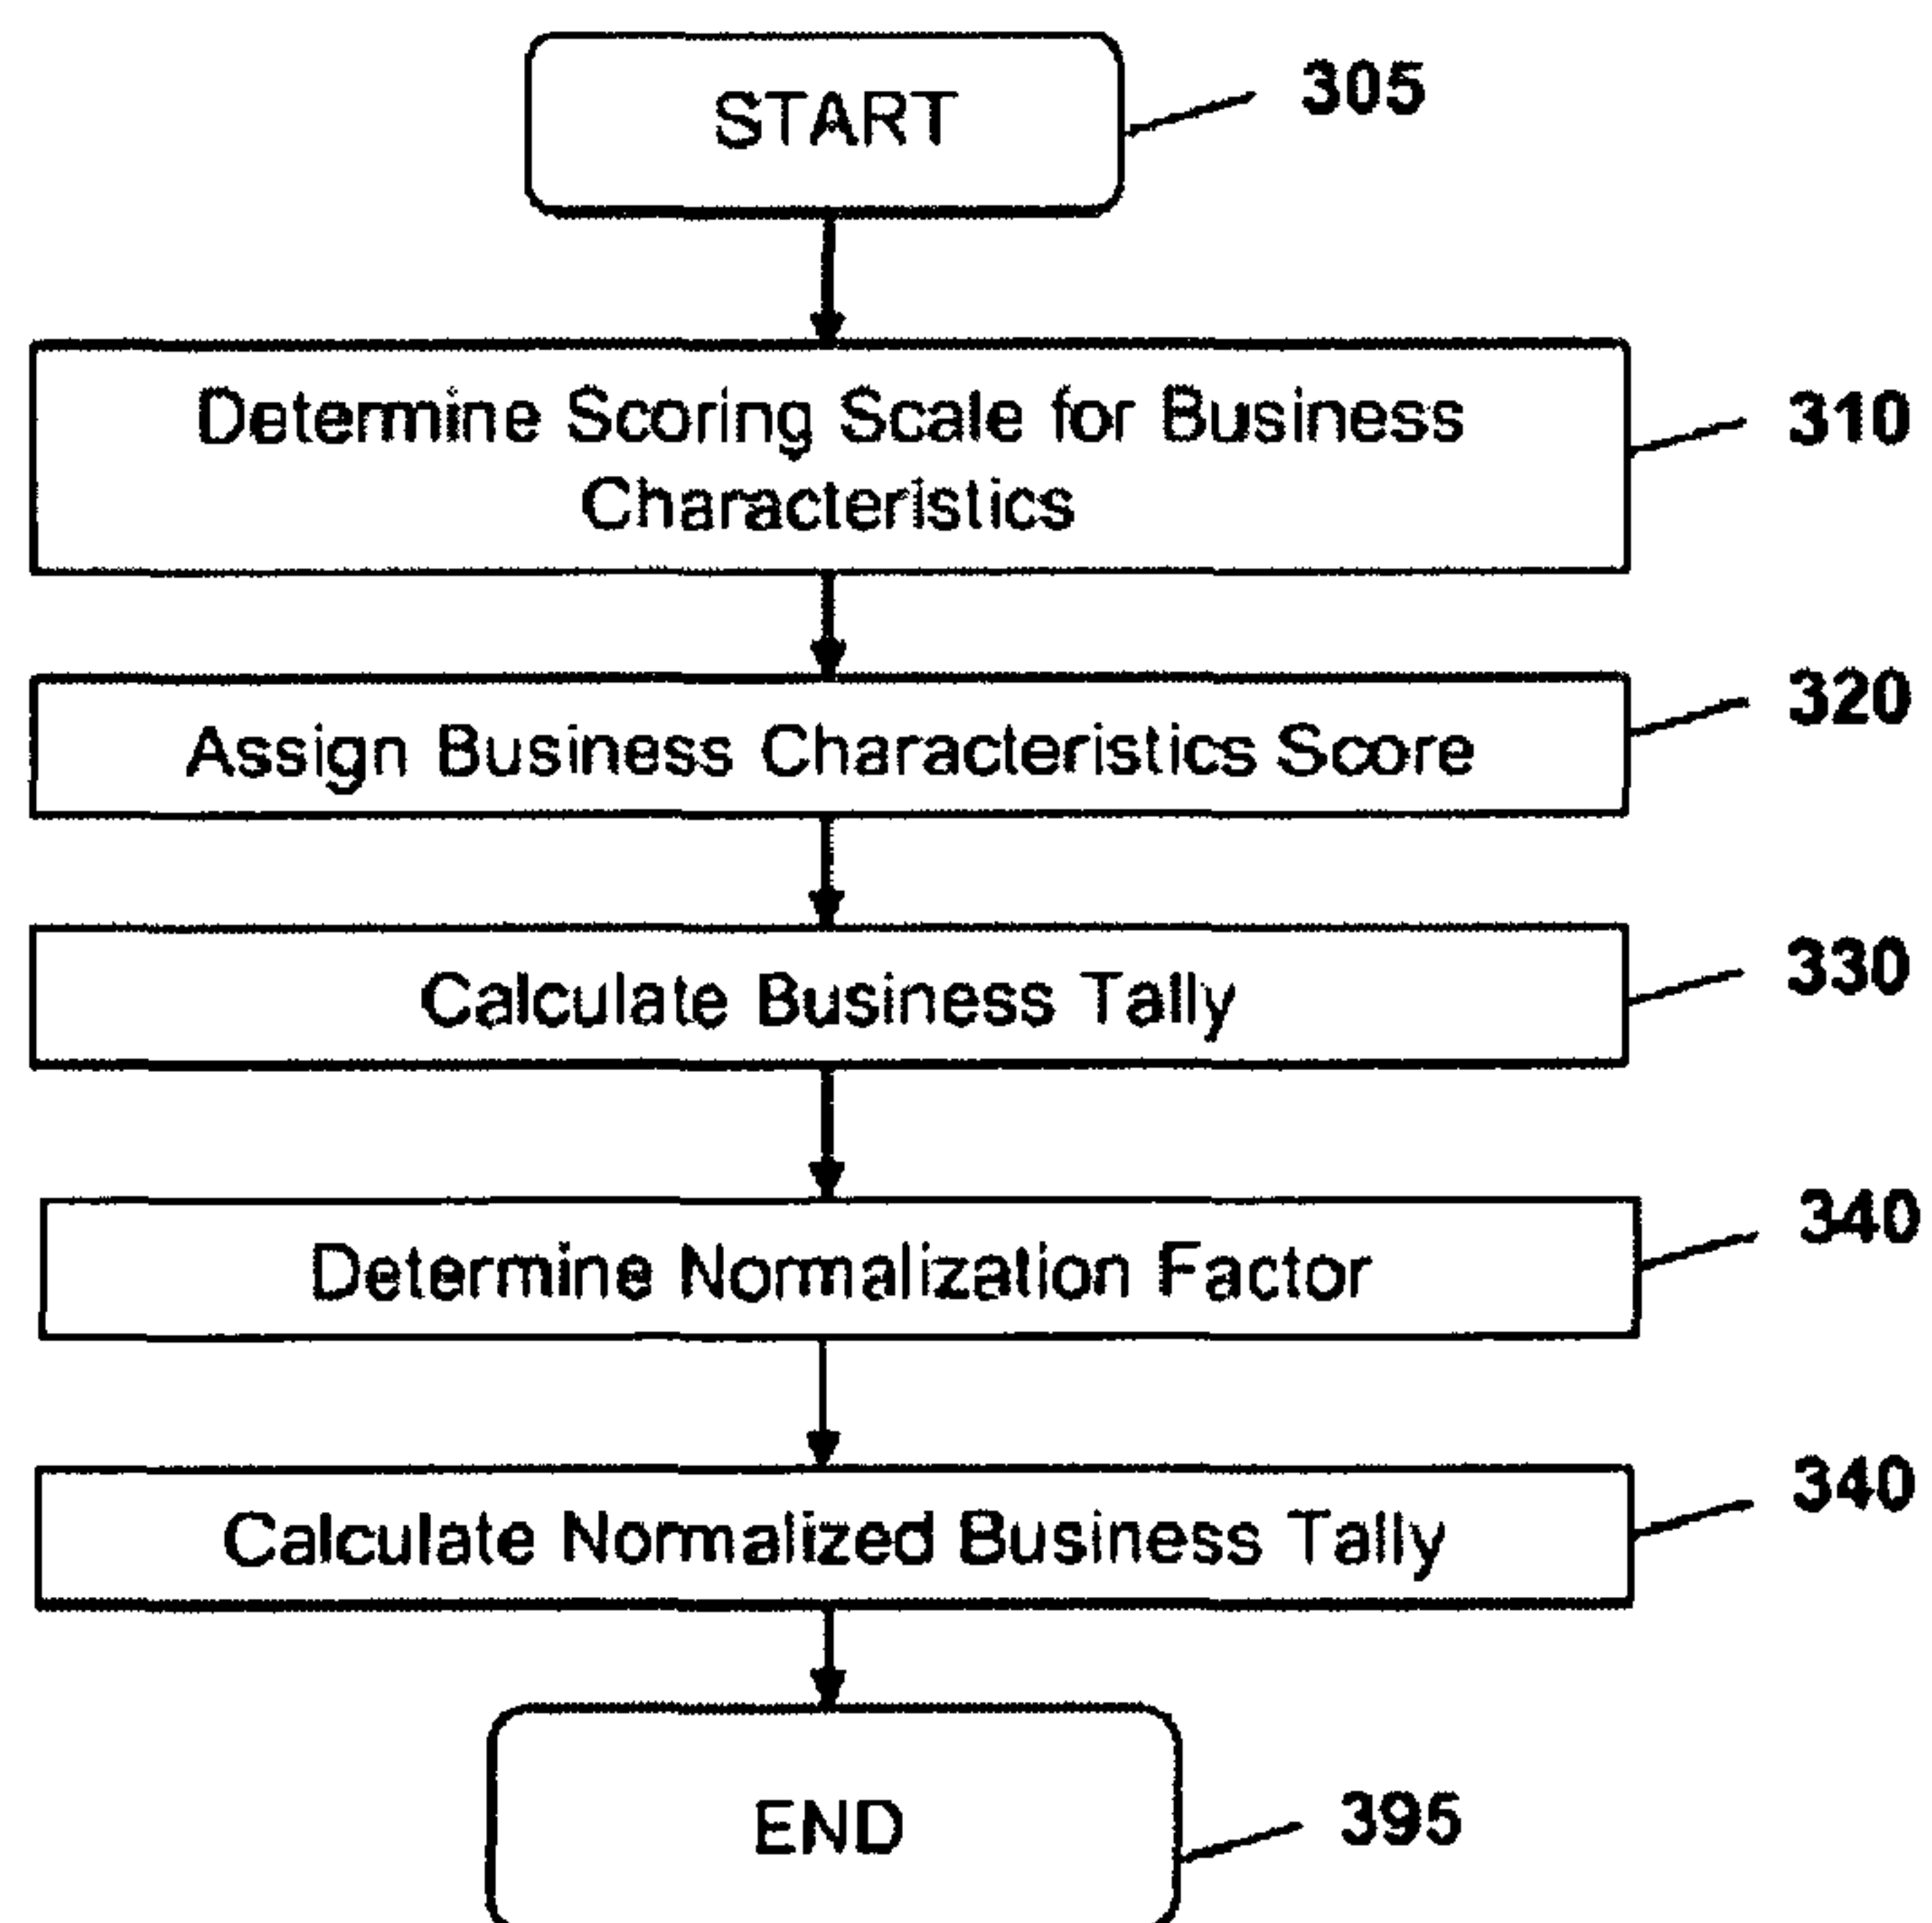 START
305
Determine Scoring Scale for Business
Characteristics
310
Assign Business Characteristics Score
320
Calculate Business Tally
330
Determine Normalization Factor
340
Calculate Normalized Business Tally
340
END
395